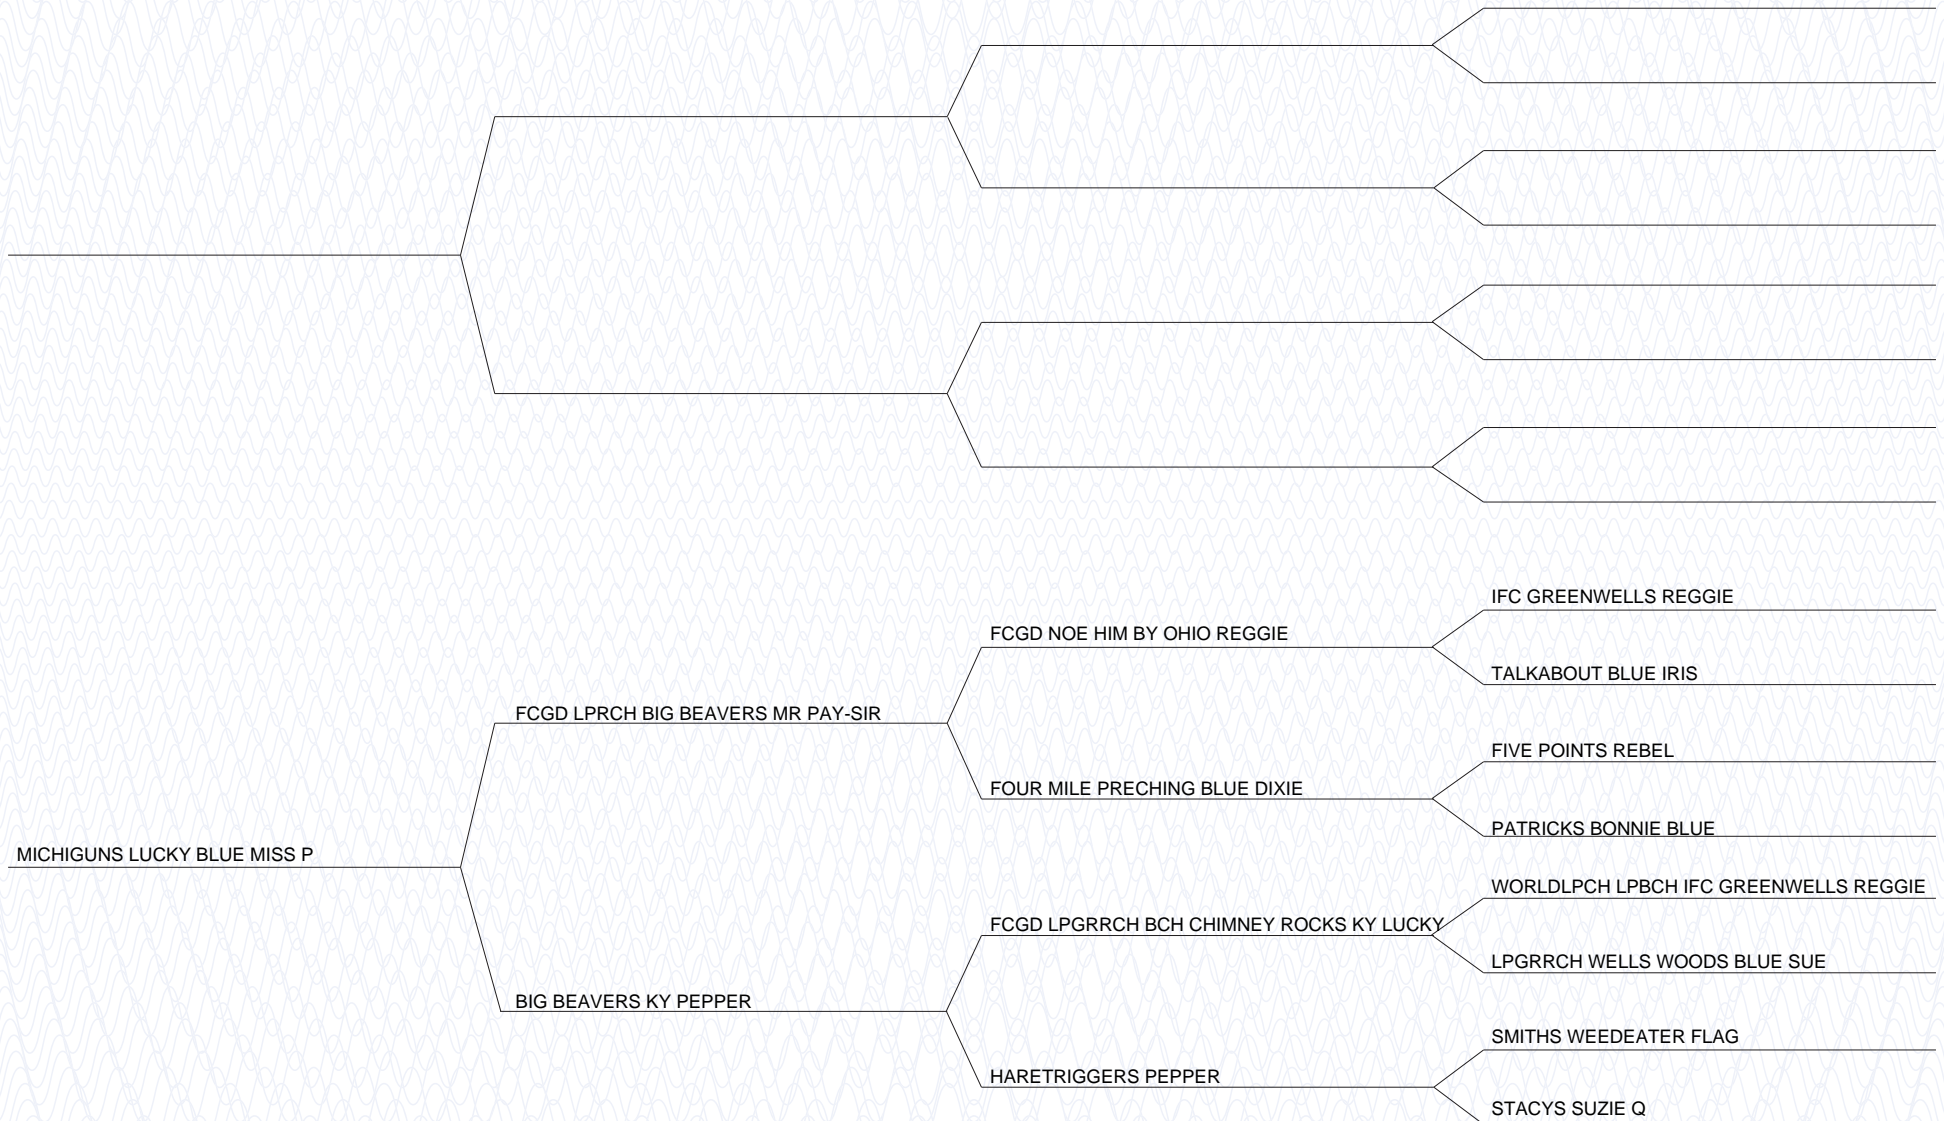 IFC GREENWELLS REGGIE
FCGD NOE HIM BY OHIO REGGIE
TALKABOUT BLUE IRIS
FCGD LPRCH BIG BEAVERS MR PAY-SIR
FIVE POINTS REBEL
FOUR MILE PRECHING BLUE DIXIE
PATRICKS BONNIE BLUE
MICHIGUNS LUCKY BLUE MISS P
WORLDLPCH LPBCH IFC GREENWELLS REGGIE
FCGD LPGRRCH BCH CHIMNEY ROCKS KY LUCKY
LPGRRCH WELLS WOODS BLUE SUE
BIG BEAVERS KY PEPPER
SMITHS WEEDEATER FLAG
HARETRIGGERS PEPPER
STACYS SUZIE Q